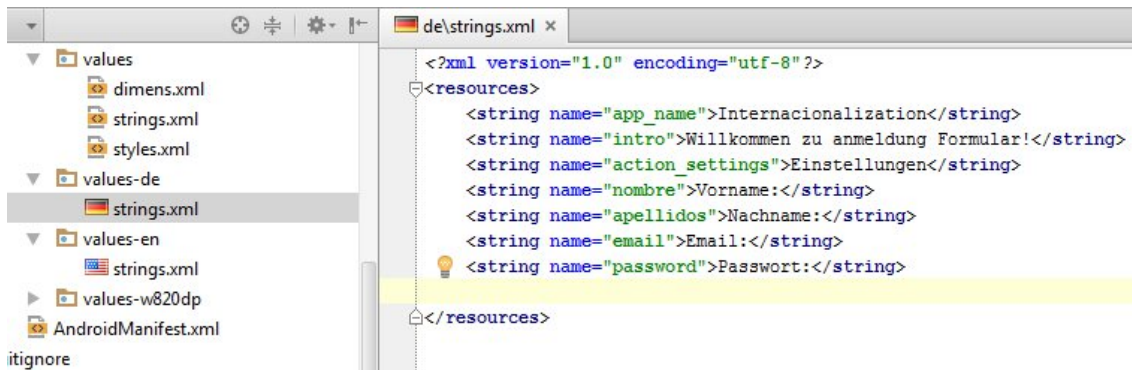 values
dimens.xml
strings.xml
styles.xml
values-de
strings.xml
values-en
strings.xml
values-w820dp
AndroidManifest.xml
itignore
de\strings.xml
<?xml version="1.0" encoding="utf-8"?>
<resources>
<string name="app_name">Internacionalization</string>
<string name="intro">Willkommen zu anmeldung Formular!</string>
<string name="action_settings">Einstellungen</string>
<string name="nombre">Vorname:</string>
<string name="apellidos">Nachname:</string>
<string name="email">Email:</string>
<string name="password">Passwort:</string>
</resources>